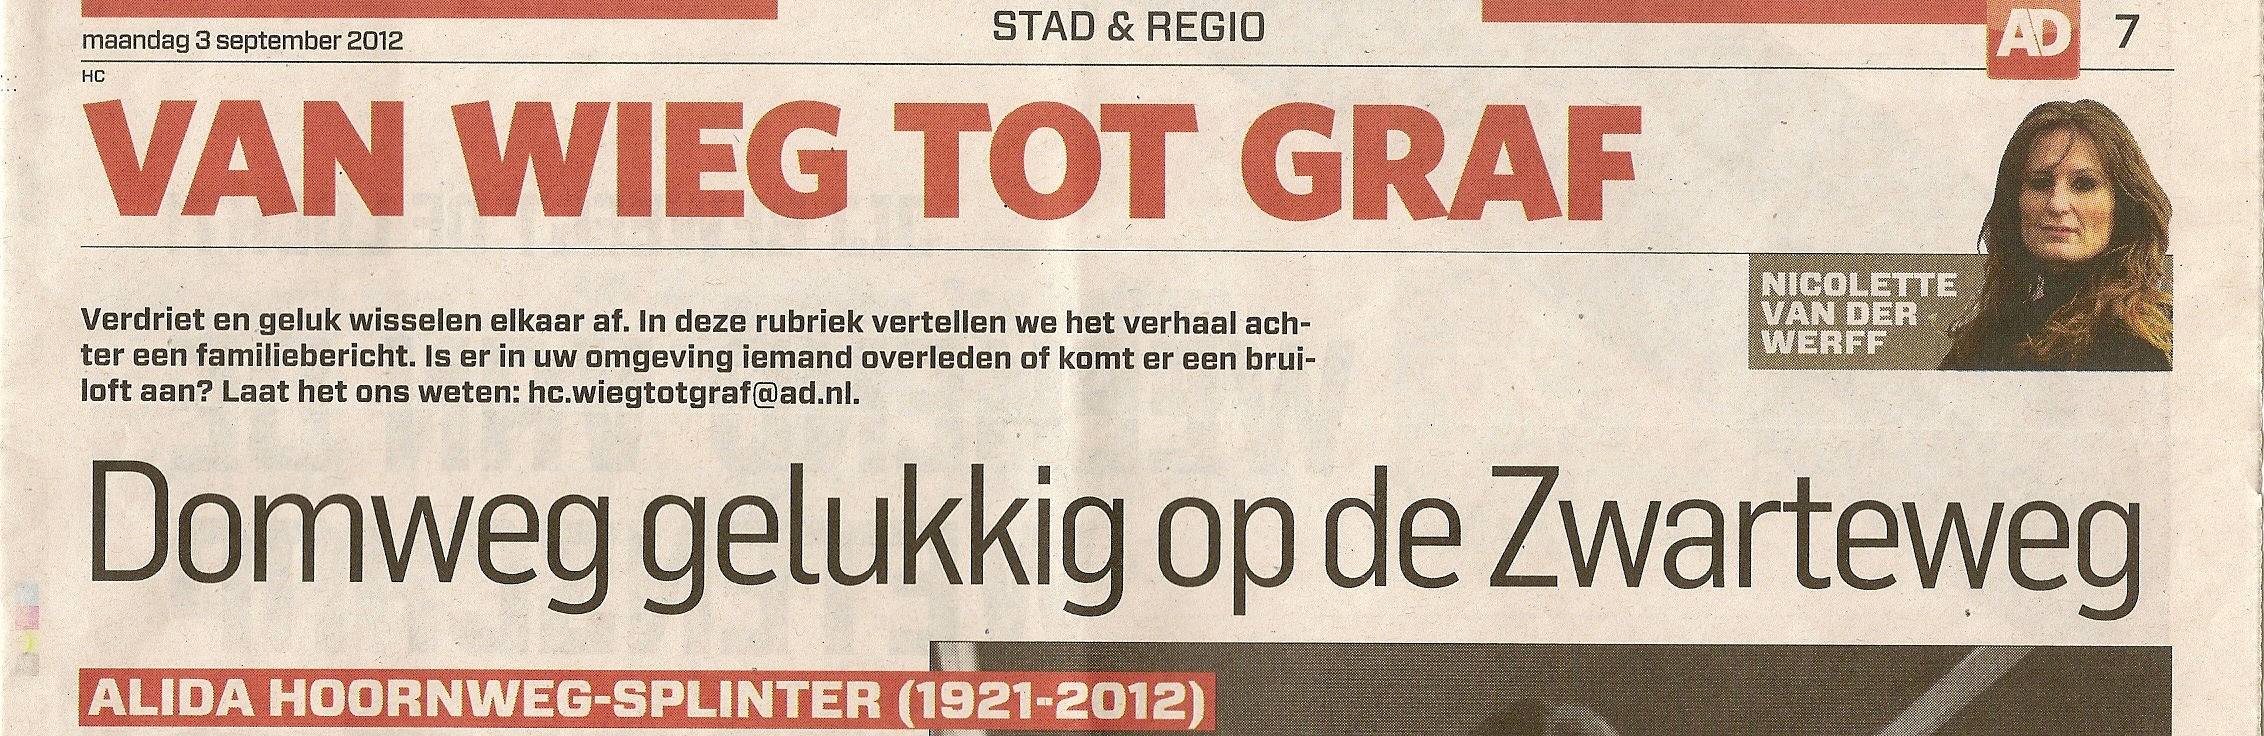 maandag 3 september 2012
STAD & REGIO
AD 7
HC
VAN WIEG TOT GRAF
NICOLETTE
VAN DER
WERFF
Verdriet en geluk wisselen elkaar af. In deze rubriek vertellen we het verhaal ach-
ter een familiebericht. Is er in uw omgeving iemand overleden of komt er een brui-
loft aan? Laat het ons weten: hc.wiegtotgraf@ad.nl.
Domweg gelukkig op de Zwarteweg
ALIDA HOORNWEG-SPLINTER (1921-2012)